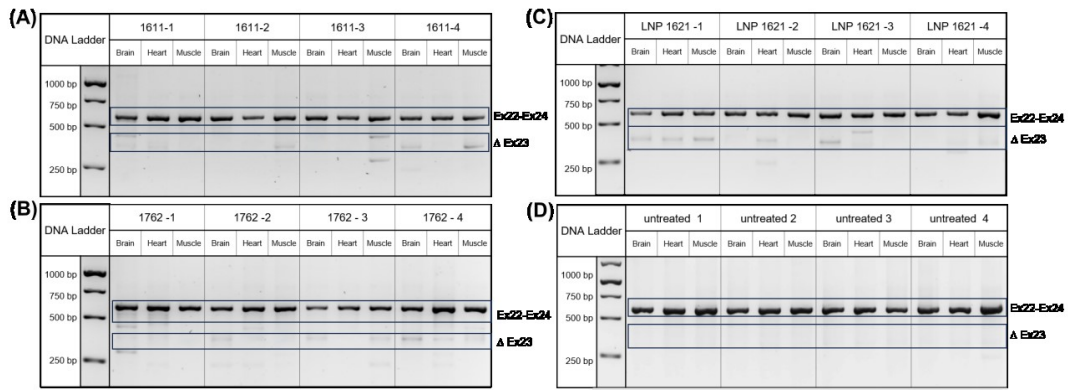 (A)
DNA Ladder
1611-1 1611-2 1611-3 1611-4
Brain Heart Muscle Brain Heart Muscle Brain Heart Muscle Brain Heart Muscle
1000 bp
750 bp
Ex22-Ex24
500 bp
Δ Ex23
250 bp
(B)
DNA Ladder
1762 -1 1762 -2 1762 - 3 1762 - 4
Brain Heart Muscle Brain Heart Muscle Brain Heart Muscle Brain Heart Muscle
1000 bp
750 bp
Ex22-Ex24
500 bp
Δ Ex23
250 bp
(C)
DNA Ladder
LNP 1621 -1 LNP 1621 -2 LNP 1621 -3 LNP 1621 -4
Brain Heart Muscle Brain Heart Muscle Brain Heart Muscle Brain Heart Muscle
1000 bp
750 bp
Ex22-Ex24
500 bp
Δ Ex23
250 bp
(D)
DNA Ladder
untreated 1 untreated 2 untreated 3 untreated 4
Brain Heart Muscle Brain Heart Muscle Brain Heart Muscle Brain Heart Muscle
1000 bp
750 bp
Ex22-Ex24
500 bp
Δ Ex23
250 bp